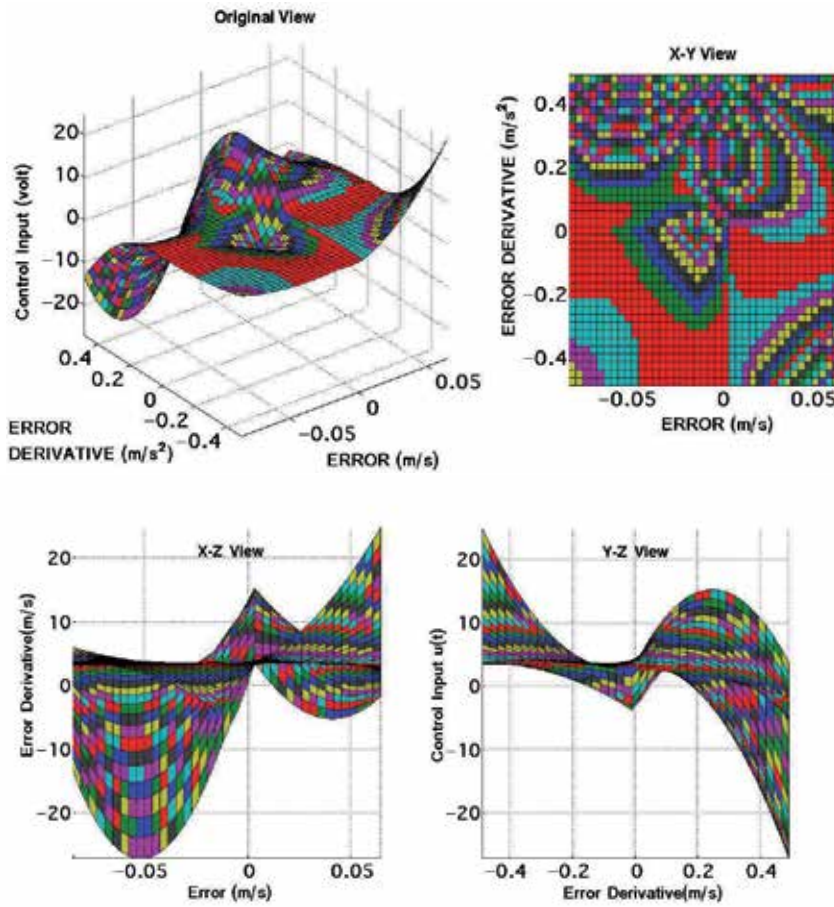 Original View
Control Input (volt)
20
10
0
−10
−20
0.4
0.2
0
−0.2
−0.4
ERROR
DERIVATIVE (m/s²)
−0.05
0
0.05
ERROR (m/s)
X-Y View
ERROR DERIVATIVE (m/s²)
0.4
0.2
0
−0.2
−0.4
−0.05
0
0.05
ERROR (m/s)
X-Z View
Error Derivative(m/s)
20
10
0
−10
−20
−0.05
0
0.05
Error (m/s)
Y-Z View
Control Input u(t)
20
10
0
−10
−20
−0.4
−0.2
0
0.2
0.4
Error Derivative(m/s)